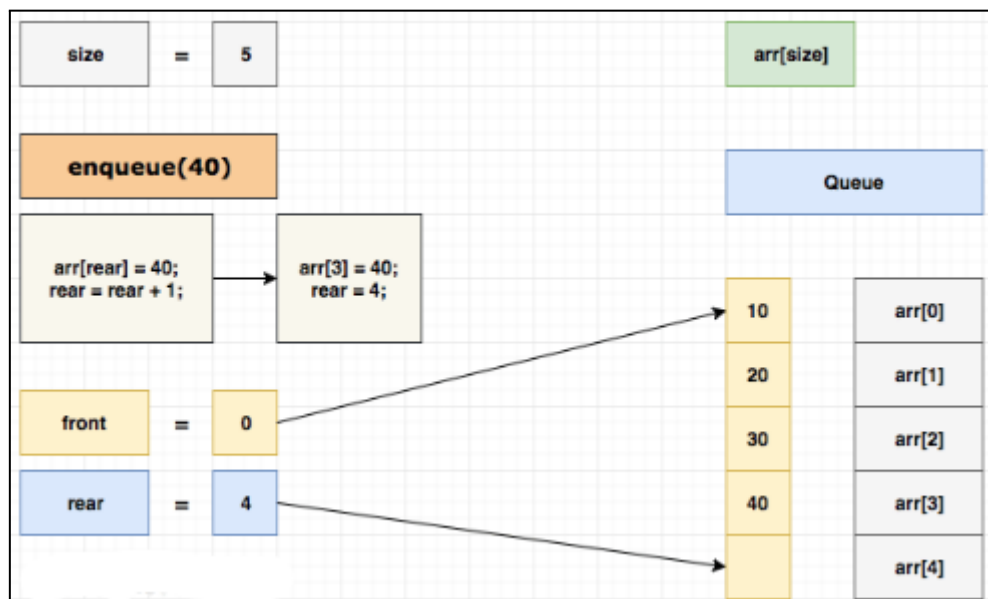 size = 5
arr[size]
enqueue(40)
Queue
arr[rear] = 40;
rear = rear + 1;
arr[3] = 40;
rear = 4;
10 arr[0]
20 arr[1]
front = 0
30 arr[2]
rear = 4
40 arr[3]
arr[4]